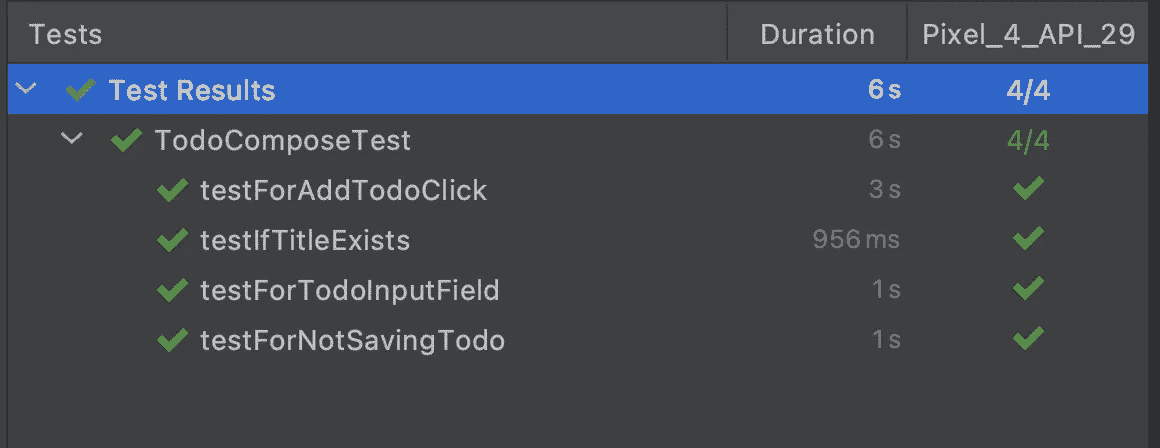 Tests Duration Pixel_4_API_29
Test Results 6 s 4/4
TodoComposeTest 6 s 4/4
testForAddTodoClick 3 s
testIfTitleExists 956 ms
testForTodoInputField 1 s
testForNotSavingTodo 1 s